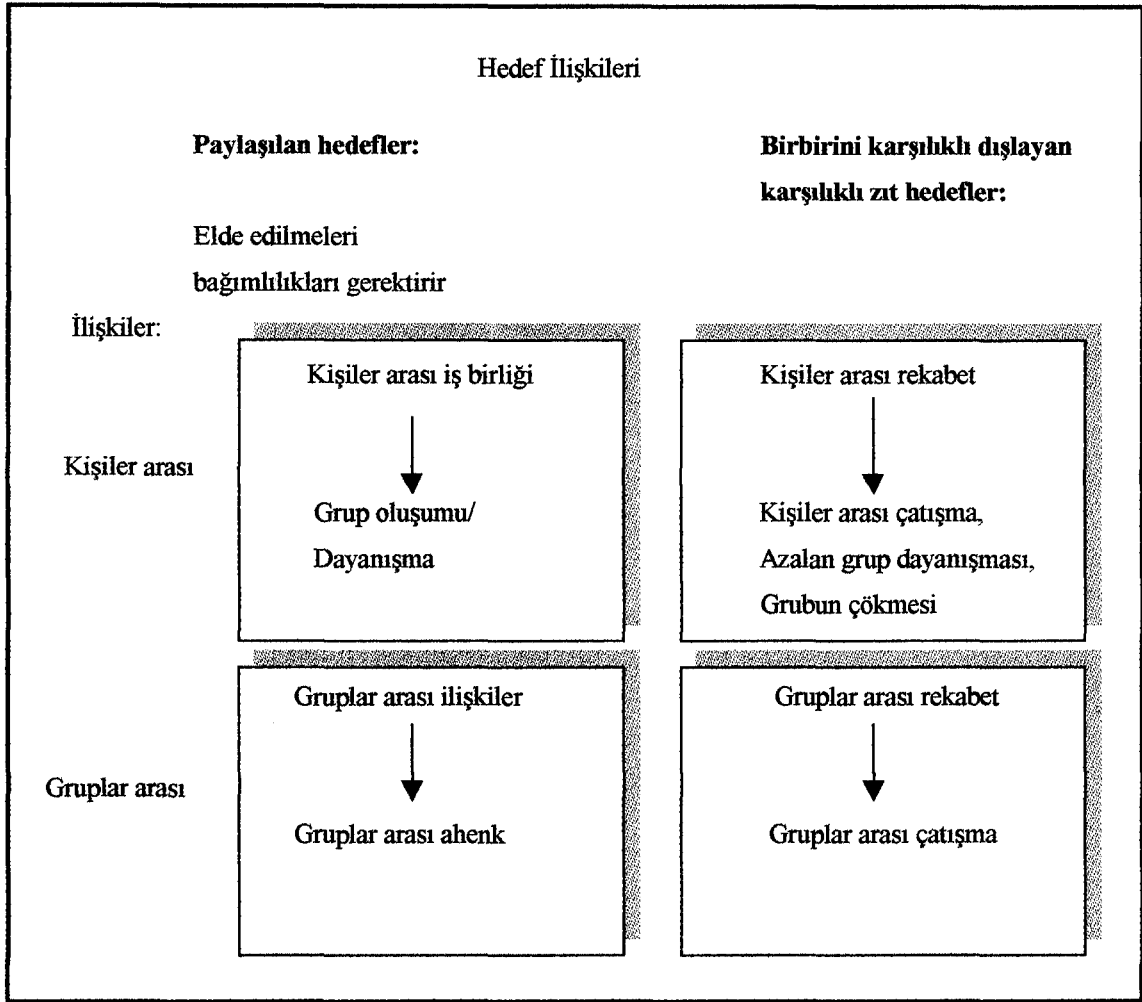 Hedef İlişkileri
Paylaşılan hedefler:
Birbirini karşılıklı dışlayan
karşılıklı zıt hedefler:
Elde edilmeleri
bağımlılıkları gerektirir
İlişkiler:
Kişiler arası
Kişiler arası iş birliği
Grup oluşumu/
Dayanışma
Kişiler arası rekabet
Kişiler arası çatışma,
Azalan grup dayanışması,
Grubun çökmesi
Gruplar arası
Gruplar arası ilişkiler
Gruplar arası ahenk
Gruplar arası rekabet
Gruplar arası çatışma